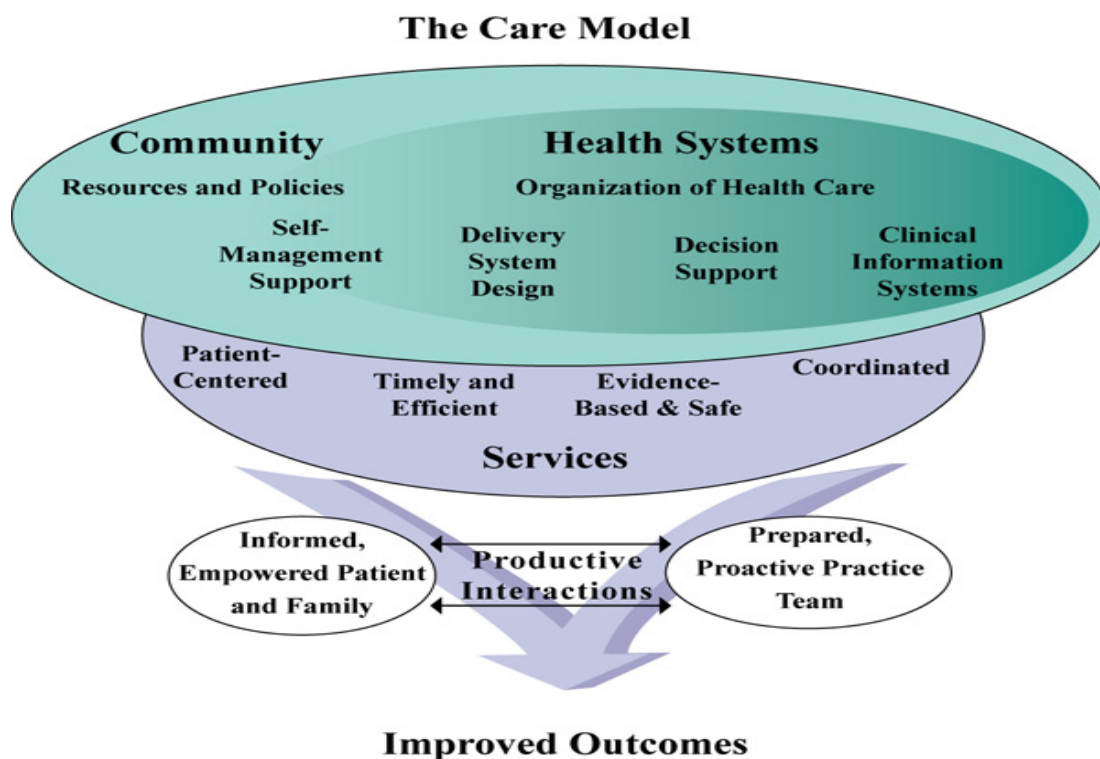 The Care Model
Community
Health Systems
Resources and Policies
Organization of Health Care
Self-
Management
Support
Delivery
System
Design
Decision
Support
Clinical
Information
Systems
Patient-
Centered
Timely and
Efficient
Evidence-
Based & Safe
Coordinated
Services
Informed,
Empowered Patient
and Family
Productive
Interactions
Prepared,
Proactive Practice
Team
Improved Outcomes